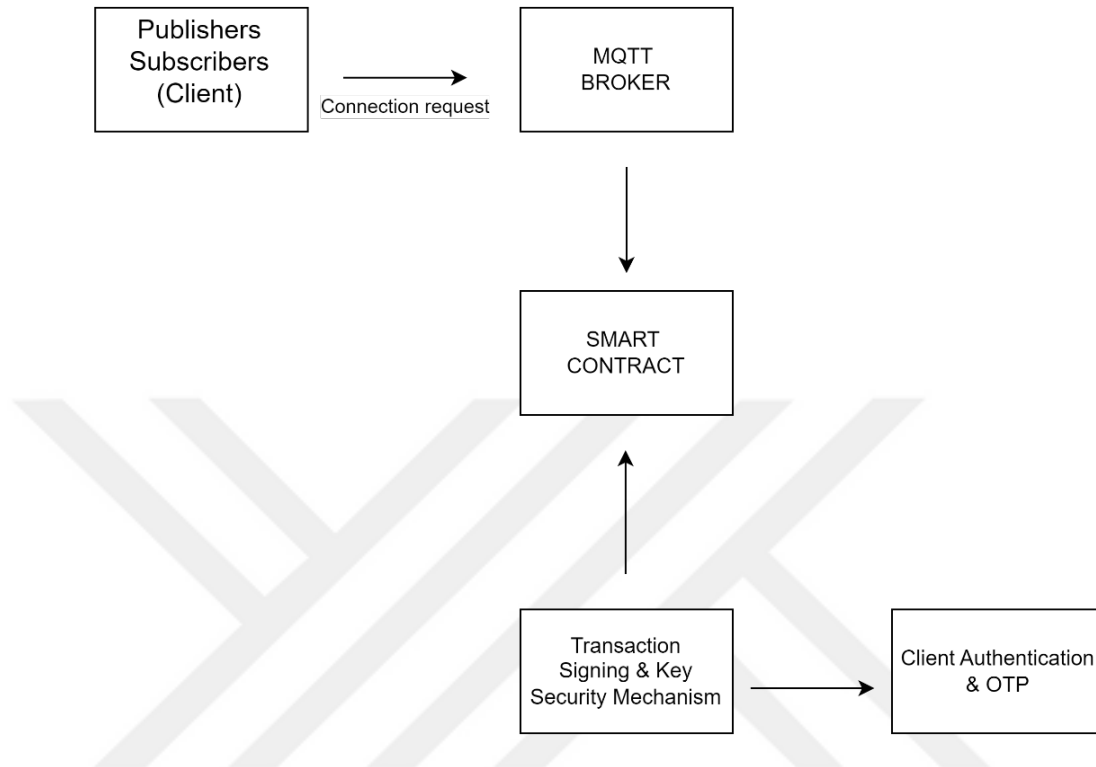 Publishers
Subscribers
(Client)
Connection request
MQTT
BROKER
SMART
CONTRACT
Transaction
Signing & Key
Security Mechanism
Client Authentication
& OTP